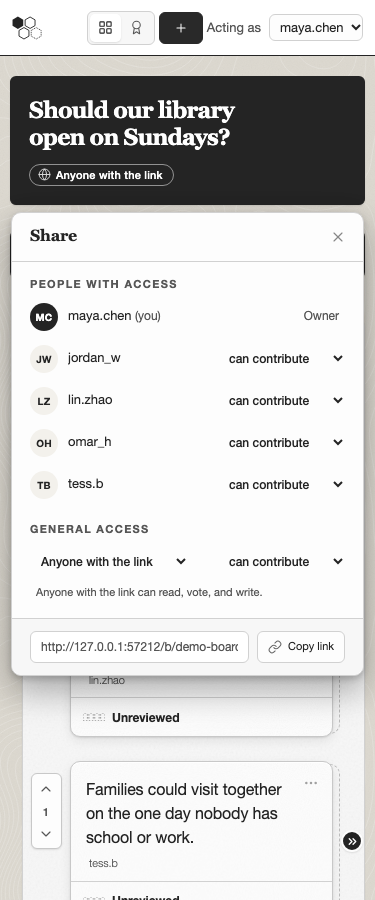 Acting as
maya.chen
Should our library
open on Sundays?
Anyone with the link
Share
PEOPLE WITH ACCESS
MC
maya.chen (you)
Owner
JW
jordan_w
can contribute
LZ
lin.zhao
can contribute
OH
omar_h
can contribute
TB
tess.b
can contribute
GENERAL ACCESS
Anyone with the link
can contribute
Anyone with the link can read, vote, and write.
http://127.0.0.1:57212/b/demo-board
Copy link
lin.zhao
Unreviewed
1
Families could visit together
on the one day nobody has
school or work.
tess.b
Unreviewed